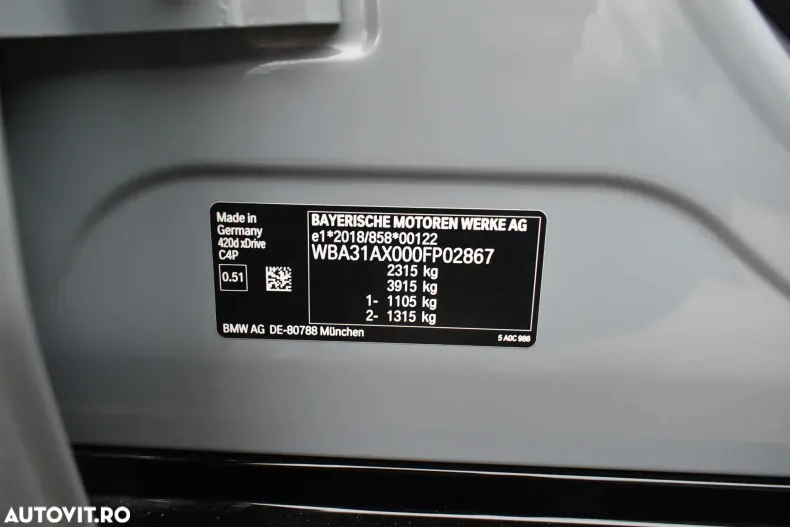 Made in
Germany
420d xDrive
C4P
0.51
BMW AG DE-80788 München
BAYERISCHE MOTOREN WERKE AG
e1*2018/858*00122
WBA31AX000FP02867
2315 kg
3915 kg
1- 1105 kg
2- 1315 kg
5 A0C 986
AUTOVIT.RO